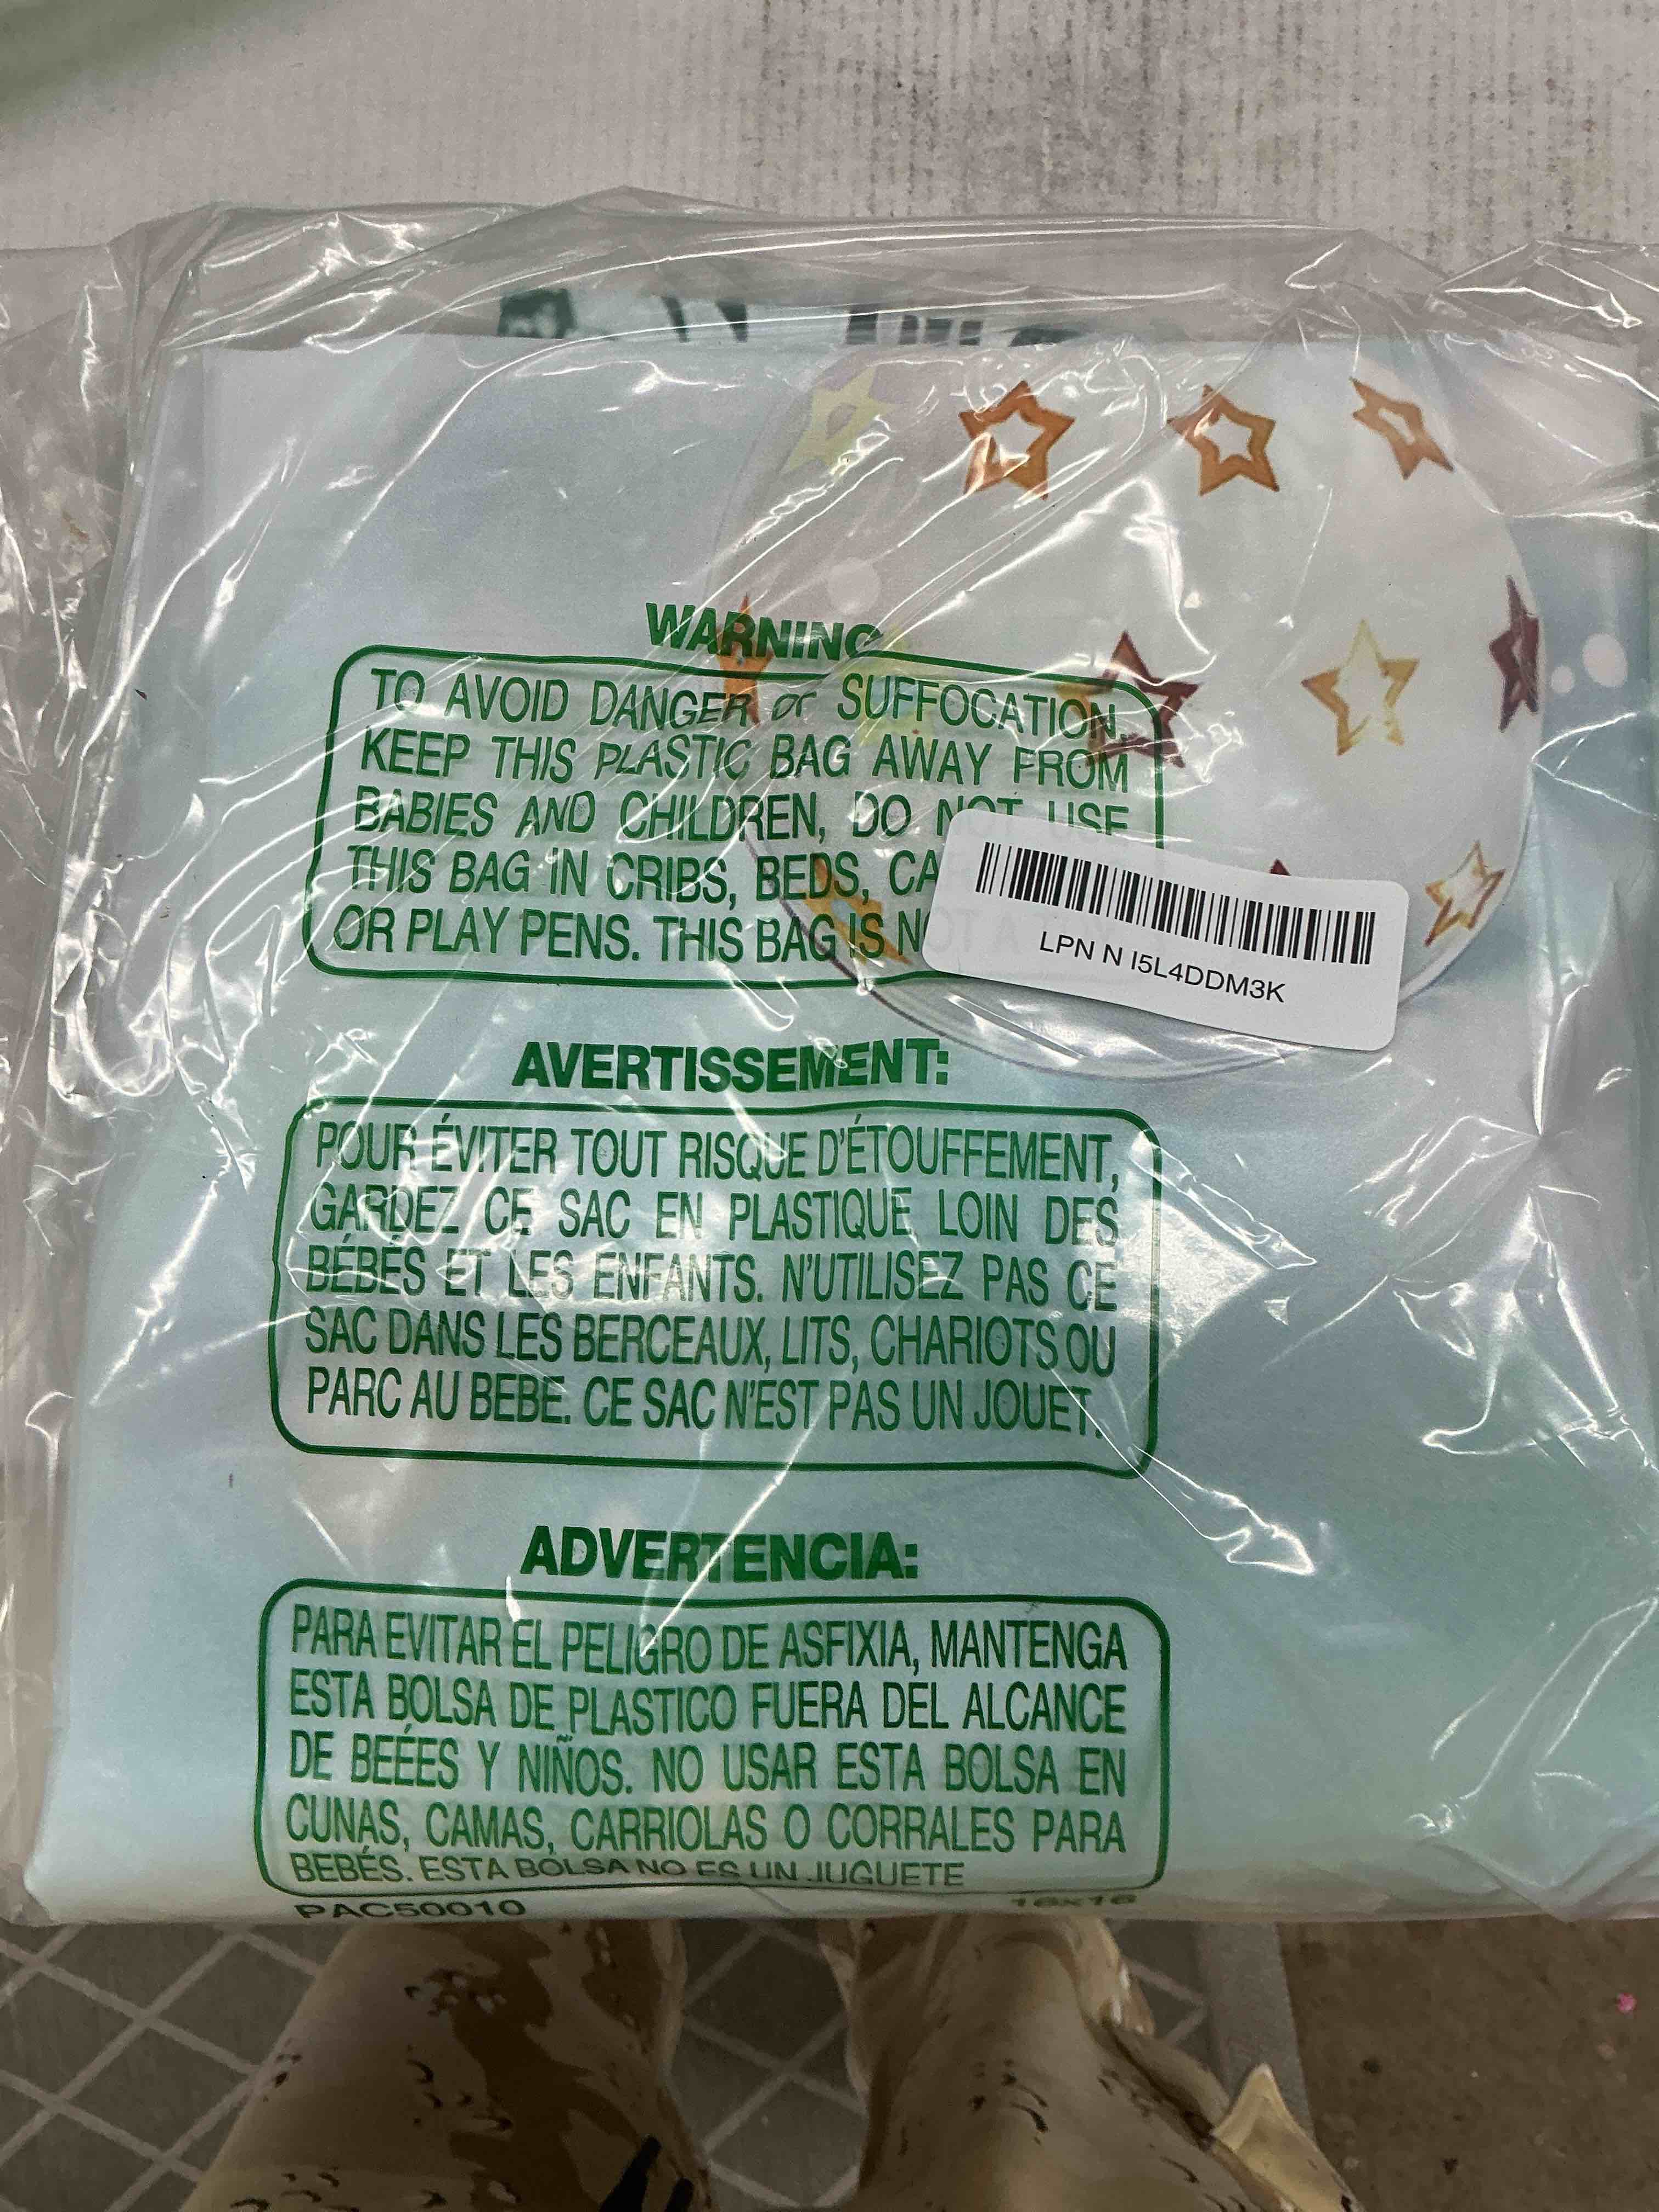 WARNING
TO AVOID DANGER OF SUFFOCATION,
KEEP THIS PLASTIC BAG AWAY FROM
BABIES AND CHILDREN, DO NOT USE
THIS BAG IN CRIBS, BEDS, CA
OR PLAY PENS. THIS BAG IS NOT A
LPN N I5L4DDM3K
AVERTISSEMENT:
POUR ÉVITER TOUT RISQUE D'ÉTOUFFEMENT,
GARDEZ CE SAC EN PLASTIQUE LOIN DES
BÉBÉS ET LES ENFANTS. N'UTILISEZ PAS CE
SAC DANS LES BERCEAUX, LITS, CHARIOTS OU
PARC AU BEBE. CE SAC N'EST PAS UN JOUET.
ADVERTENCIA:
PARA EVITAR EL PELIGRO DE ASFIXIA, MANTENGA
ESTA BOLSA DE PLASTICO FUERA DEL ALCANCE
DE BEÉES Y NIÑOS. NO USAR ESTA BOLSA EN
CUNAS, CAMAS, CARRIOLAS O CORRALES PARA
BEBÉS. ESTA BOLSA NO ES UN JUGUETE
PAC50010 16x16